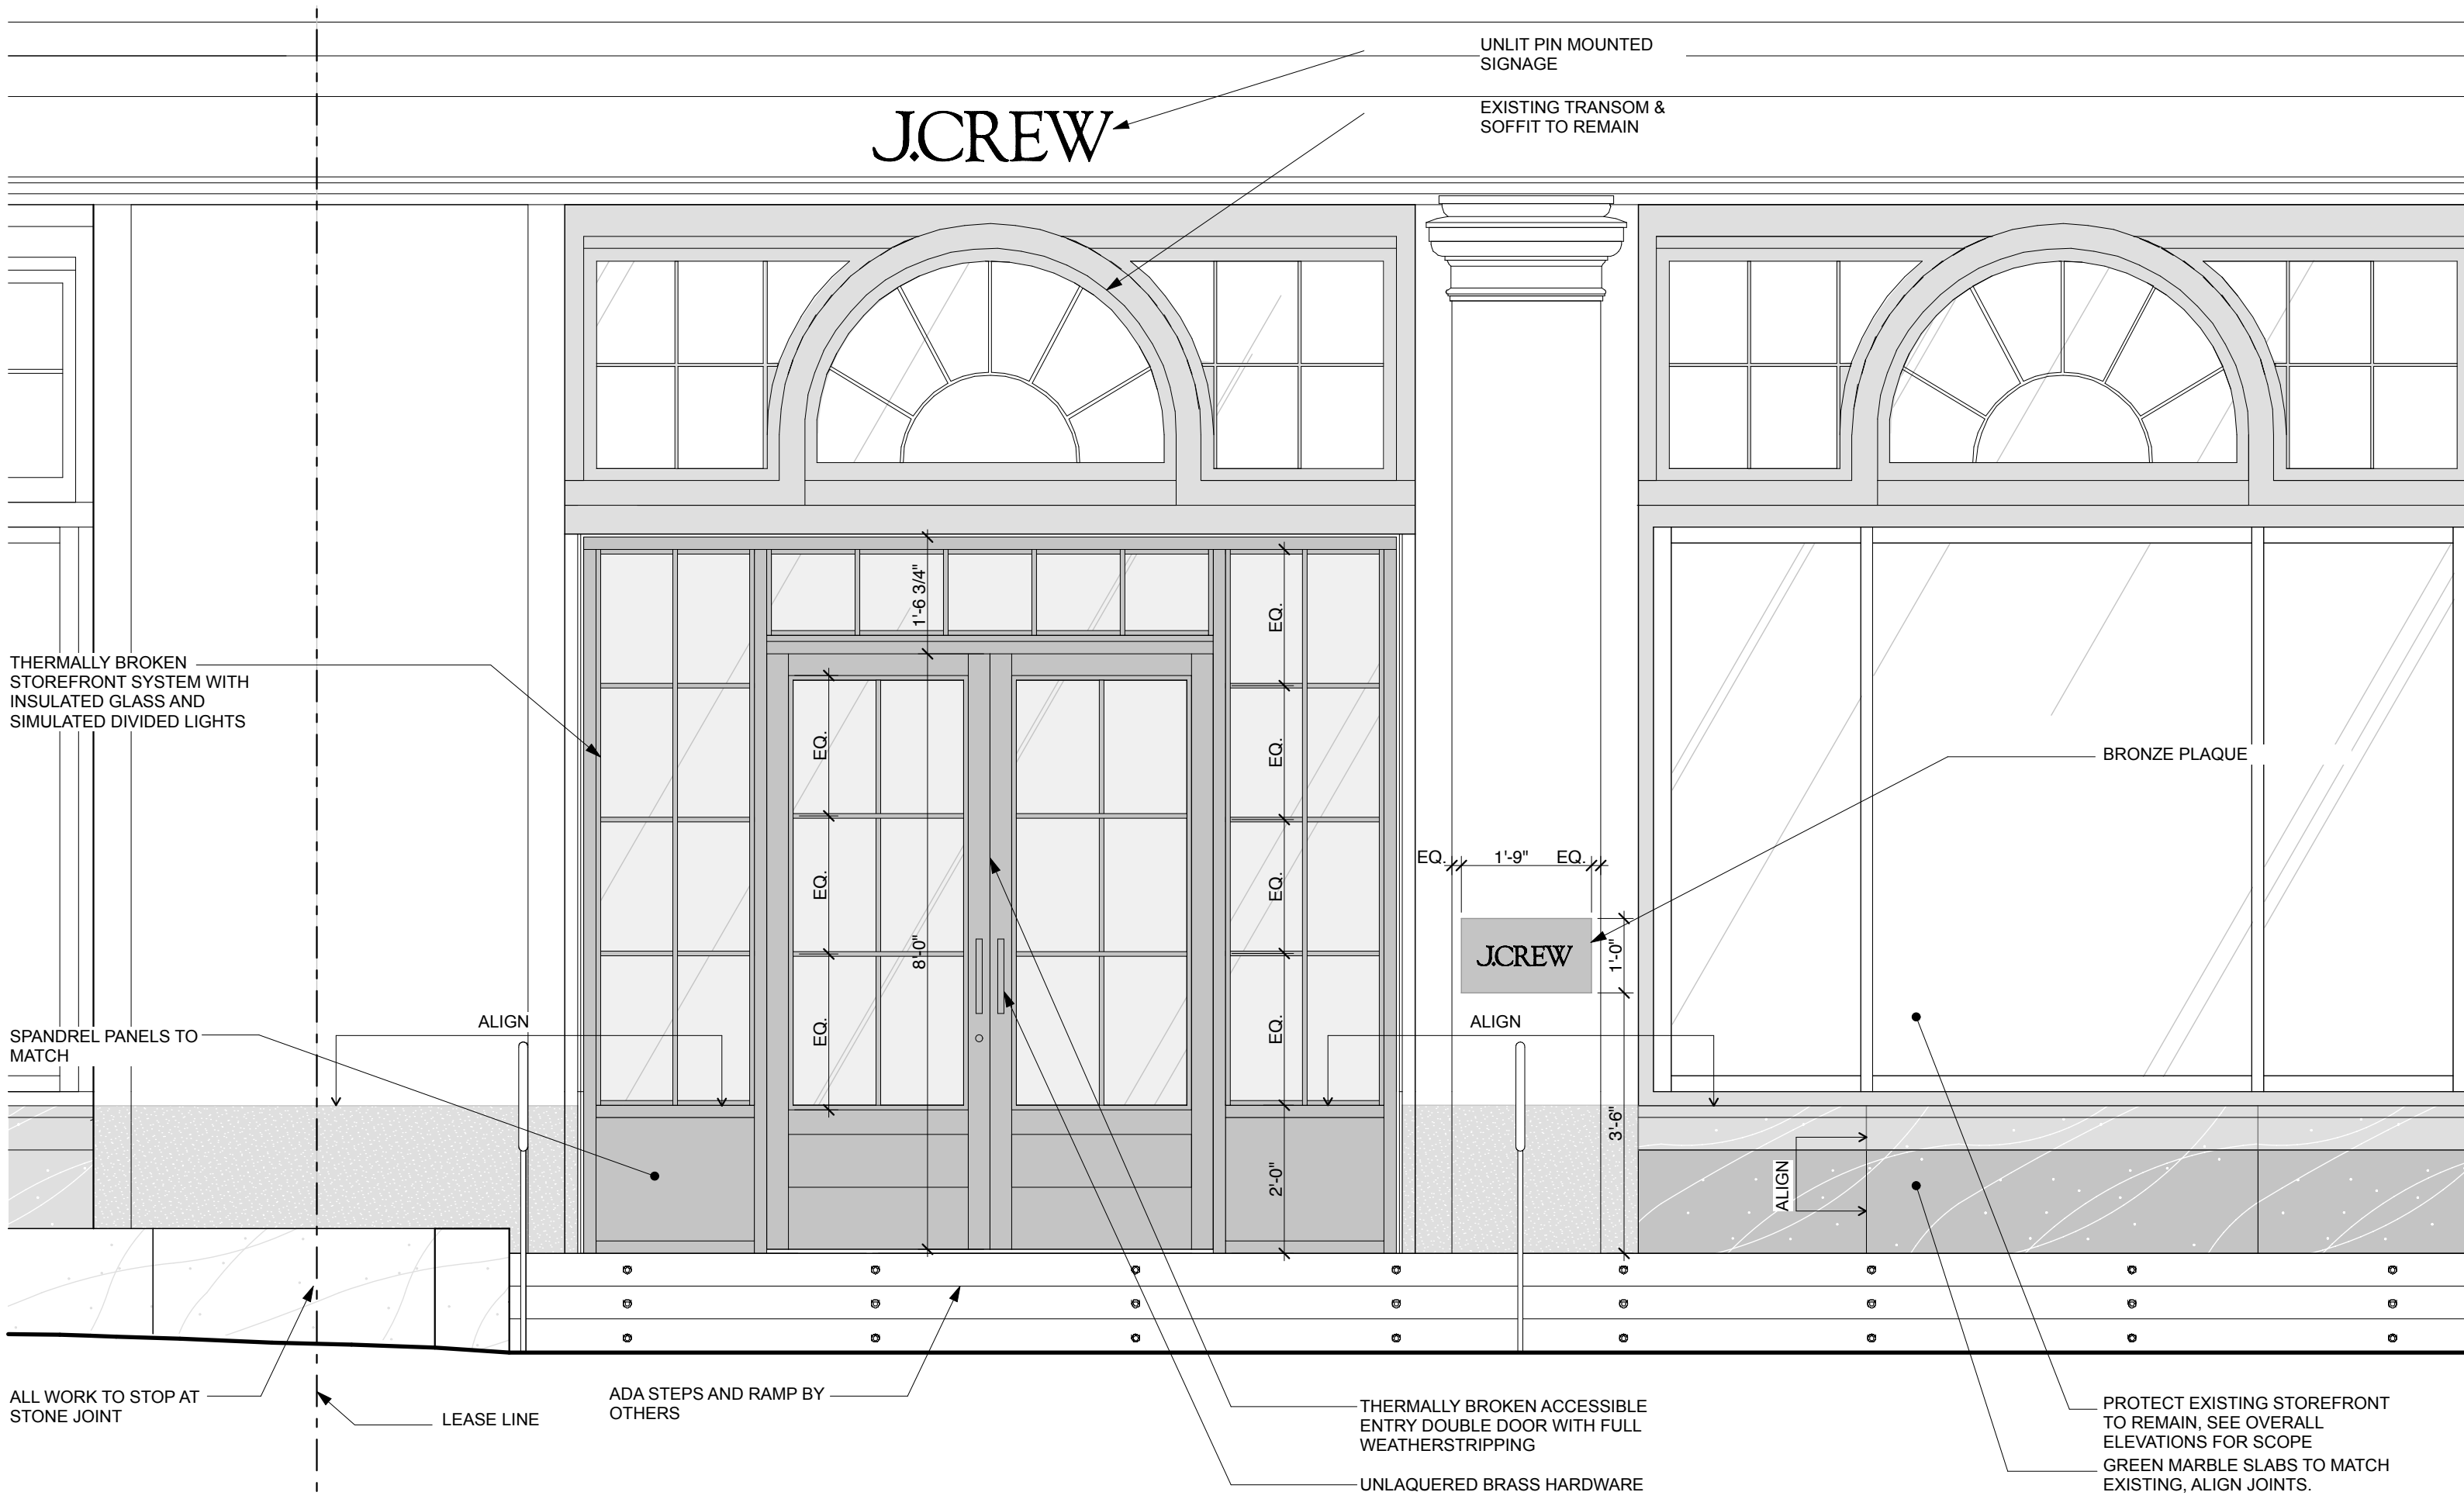 UNLIT PIN MOUNTED
SIGNAGE
EXISTING TRANSOM &
SOFFIT TO REMAIN
J.CREW
1'-6 3/4"
EQ.
THERMALLY BROKEN
STOREFRONT SYSTEM WITH
INSULATED GLASS AND
SIMULATED DIVIDED LIGHTS
EQ.
EQ.
BRONZE PLAQUE
EQ.
1'-9"
EQ.
EQ.
EQ.
8'-0"
J.CREW
1'-0"
SPANDREL PANELS TO
MATCH
ALIGN
EQ.
EQ.
ALIGN
3'-6"
2'-0"
ALIGN
ALL WORK TO STOP AT
STONE JOINT
LEASE LINE
ADA STEPS AND RAMP BY
OTHERS
THERMALLY BROKEN ACCESSIBLE
ENTRY DOUBLE DOOR WITH FULL
WEATHERSTRIPPING
UNLAQUERED BRASS HARDWARE
PROTECT EXISTING STOREFRONT
TO REMAIN, SEE OVERALL
ELEVATIONS FOR SCOPE
GREEN MARBLE SLABS TO MATCH
EXISTING, ALIGN JOINTS.